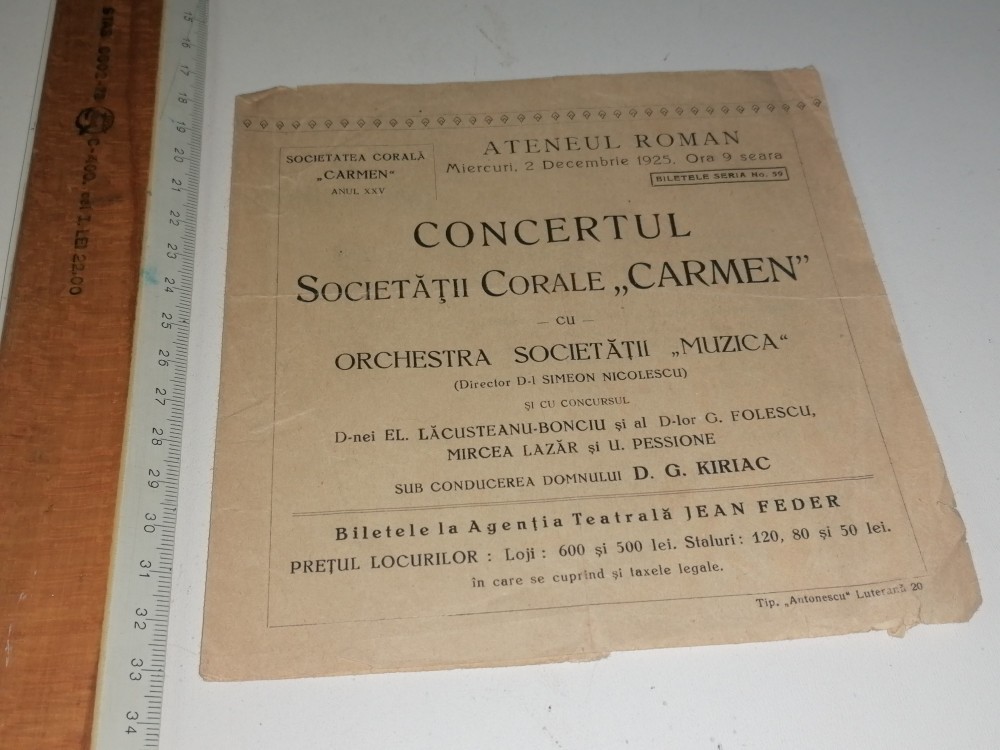 SOCIETATEA CORALĂ
„CARMEN"
ANUL XXV
ATENEUL ROMAN
Miercuri, 2 Decembrie 1925, Ora 9 seara
BILETELE SERIA No. 59
CONCERTUL
SOCIETĂŢII CORALE „CARMEN”
— CU —
ORCHESTRA SOCIETĂŢII „MUZICA“
(Director D-l SIMEON NICOLESCU)
ŞI CU CONCURSUL
D-nei EL. LĂCUSTEANU-BONCIU şi al D-lor G. FOLESCU,
MIRCEA LAZĂR şi U. PESSIONE
SUB CONDUCEREA DOMNULUI D. G. KIRIAC
Biletele la Agenţia Teatrală JEAN FEDER
PREŢUL LOCURILOR : Loji : 600 şi 500 lei. Staluri : 120, 80 şi 50 lei.
în care se cuprind şi taxele legale.
Tip. „Antonescu“ Luterană 20
15 16 17 18 19 20 21 22 23 24 25 26 27 28 29 30 31 32 33 34
LEI 22.00